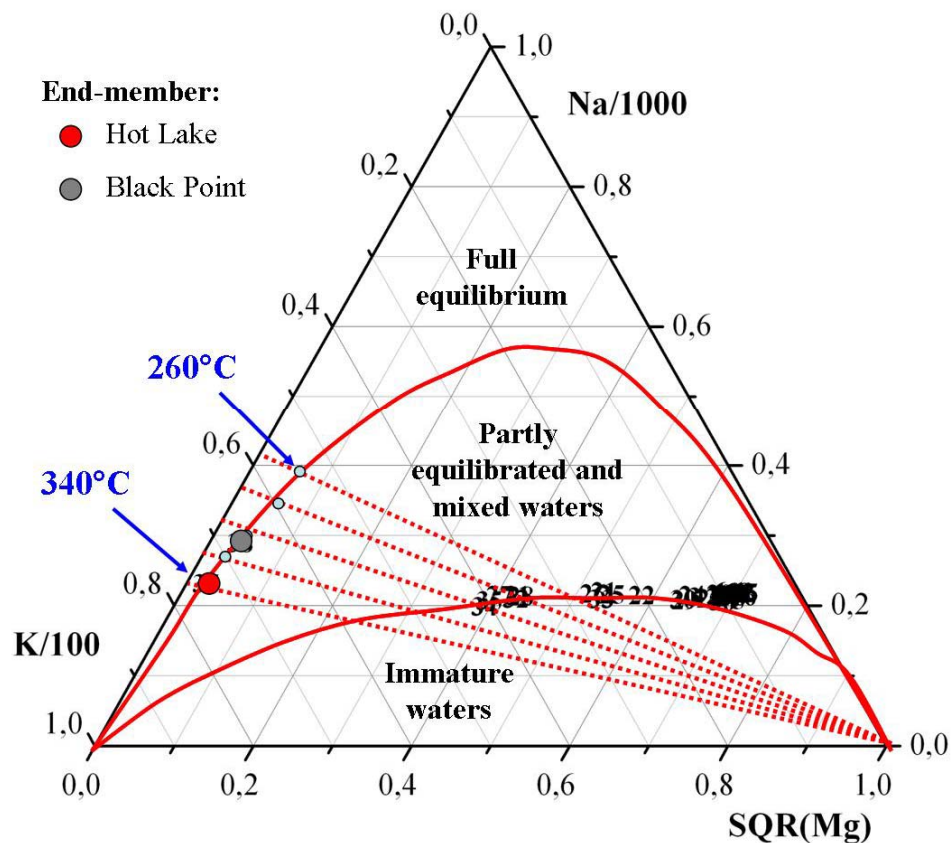 End-member:
Hot Lake
Black Point
0,0
1,0
Na/1000
0,2
0,8
Full
equilibrium
0,4
0,6
260°C
Partly
equilibrated and
mixed waters
0,6
0,4
340°C
0,8
0,2
K/100
22
Immature
waters
1,0
0,0
0,0
0,2
0,4
0,6
0,8
1,0
SQR(Mg)